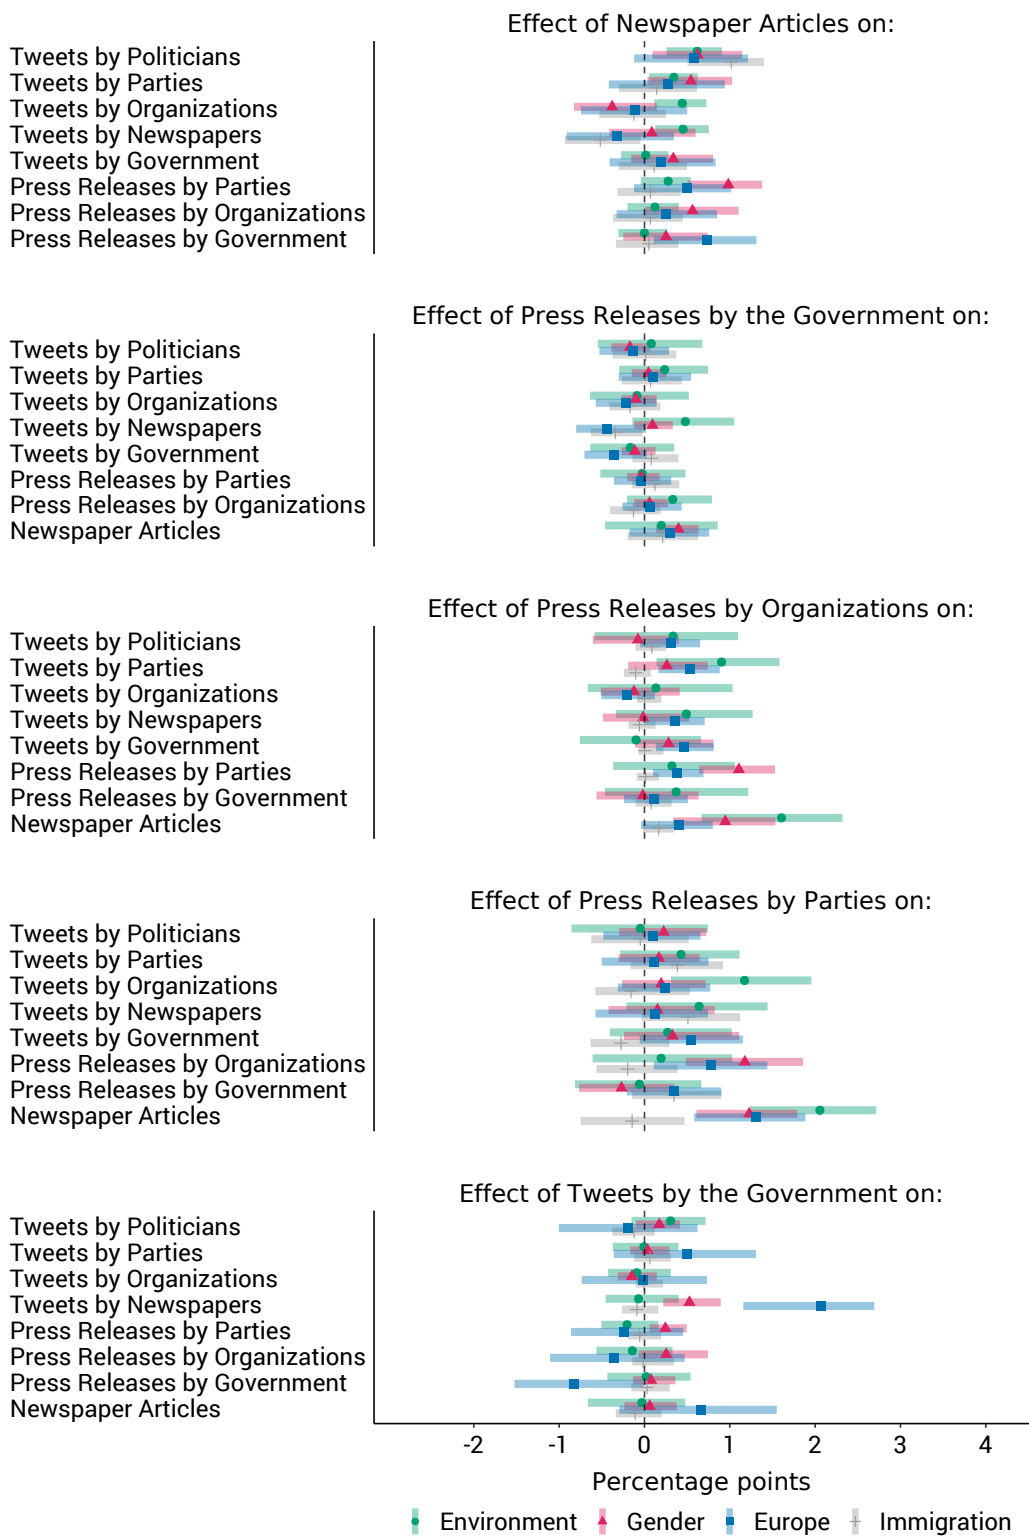 Effect of Newspaper Articles on:
Tweets by Politicians
Tweets by Parties
Tweets by Organizations
Tweets by Newspapers
Tweets by Government
Press Releases by Parties
Press Releases by Organizations
Press Releases by Government
Effect of Press Releases by the Government on:
Tweets by Politicians
Tweets by Parties
Tweets by Organizations
Tweets by Newspapers
Tweets by Government
Press Releases by Parties
Press Releases by Organizations
Newspaper Articles
Effect of Press Releases by Organizations on:
Tweets by Politicians
Tweets by Parties
Tweets by Organizations
Tweets by Newspapers
Tweets by Government
Press Releases by Parties
Press Releases by Government
Newspaper Articles
Effect of Press Releases by Parties on:
Tweets by Politicians
Tweets by Parties
Tweets by Organizations
Tweets by Newspapers
Tweets by Government
Press Releases by Organizations
Press Releases by Government
Newspaper Articles
Effect of Tweets by the Government on:
Tweets by Politicians
Tweets by Parties
Tweets by Organizations
Tweets by Newspapers
Press Releases by Parties
Press Releases by Organizations
Press Releases by Government
Newspaper Articles
-2 -1 0 1 2 3 4
Percentage points
Environment Gender Europe Immigration